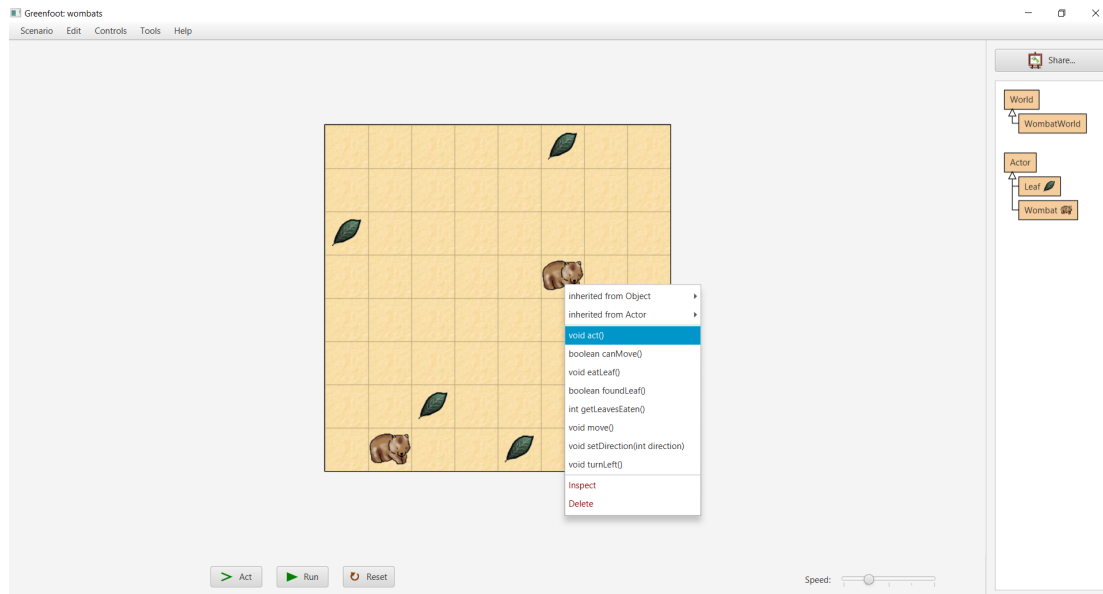 Greenfoot: wombats
Scenario Edit Controls Tools Help
Share...
World
WombatWorld
Actor
Leaf
Wombat
inherited from Object
inherited from Actor
void act()
boolean canMove()
void eatLeaf()
boolean foundLeaf()
int getLeavesEaten()
void move()
void setDirection(int direction)
void turnLeft()
Inspect
Delete
Act Run Reset Speed: